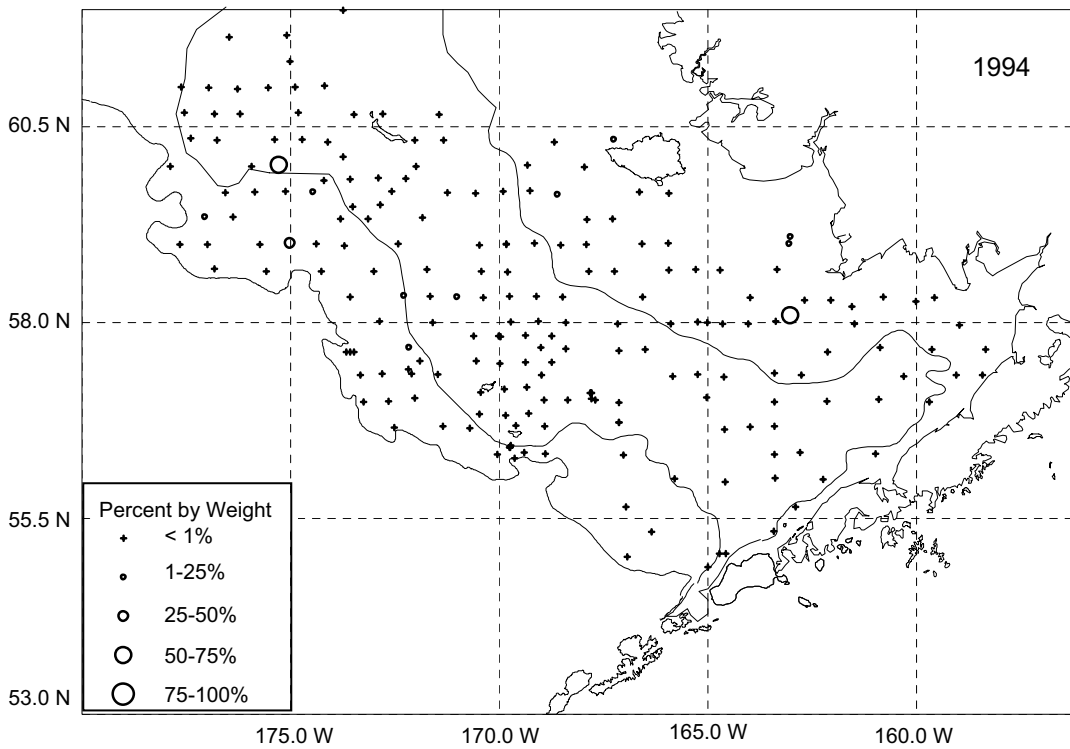 1994
60.5 N
58.0 N
55.5 N
53.0 N
Percent by Weight
< 1%
1-25%
25-50%
50-75%
75-100%
175.0 W
170.0 W
165.0 W
160.0 W